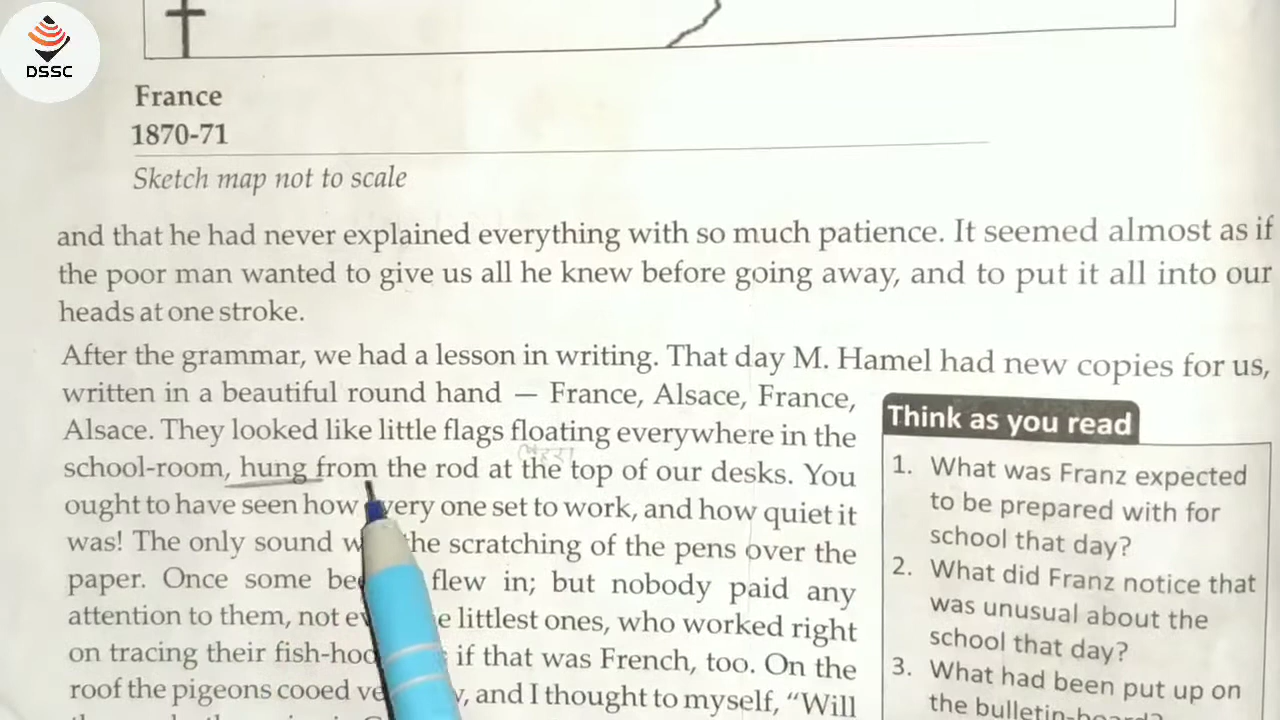 DSSC
France
1870-71
Sketch map not to scale
and that he had never explained everything with so much patience. It seemed almost as if
the poor man wanted to give us all he knew before going away, and to put it all into our
heads at one stroke.
After the grammar, we had a lesson in writing. That day M. Hamel had new copies for us,
written in a beautiful round hand — France, Alsace, France,
Alsace. They looked like little flags floating everywhere in the
school-room, hung from the rod at the top of our desks. You
ought to have seen how every one set to work, and how quiet it
was! The only sound the scratching of the pens over the
paper. Once some flew in; but nobody paid any
attention to them, not littlest ones, who worked right
on tracing their if that was French, too. On the
roof the pigeons cooed and I thought to myself, "Will
Think as you read
1. What was Franz expected
to be prepared with for
school that day?
2. What did Franz notice that
was unusual about the
school that day?
3. What had been put up on
the bulletin-board?